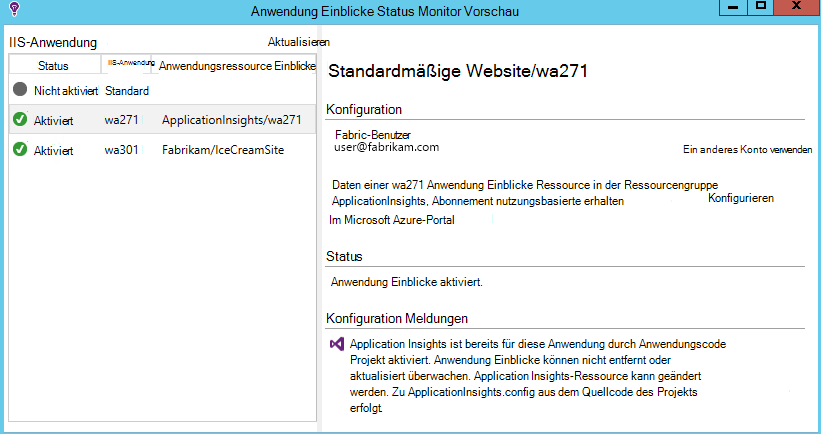 Anwendung Einblicke Status Monitor Vorschau
IIS-Anwendung
Aktualisieren
Status
IIS-Anwendung
Anwendungsressource Einblicke
Nicht aktiviert Standard
Aktiviert wa271 ApplicationInsights/wa271
Aktiviert wa301 Fabrikam/IceCreamSite
Standardmäßige Website/wa271
Konfiguration
Fabric-Benutzer
user@fabrikam.com
Ein anderes Konto verwenden
Daten einer wa271 Anwendung Einblicke Ressource in der Ressourcengruppe
ApplicationInsights, Abonnement nutzungsbasierte erhalten
Konfigurieren
Im Microsoft Azure-Portal
Status
Anwendung Einblicke aktiviert.
Konfiguration Meldungen
Application Insights ist bereits für diese Anwendung durch Anwendungscode
Projekt aktiviert. Anwendung Einblicke können nicht entfernt oder
aktualisiert überwachen. Application Insights-Ressource kann geändert
werden. Zu ApplicationInsights.config aus dem Quellcode des Projekts
erfolgt.